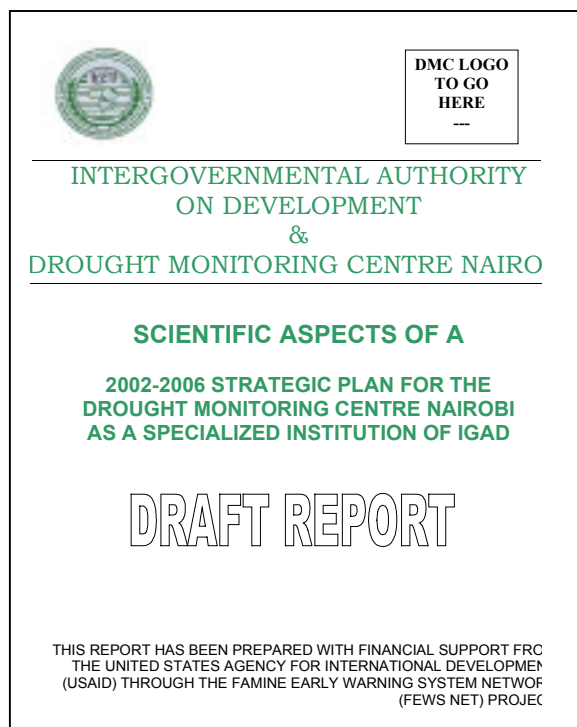 DMC LOGO
TO GO
HERE
---
INTERGOVERNMENTAL AUTHORITY
ON DEVELOPMENT
&
DROUGHT MONITORING CENTRE NAIRO
SCIENTIFIC ASPECTS OF A
2002-2006 STRATEGIC PLAN FOR THE
DROUGHT MONITORING CENTRE NAIROBI
AS A SPECIALIZED INSTITUTION OF IGAD
DRAFT REPORT
THIS REPORT HAS BEEN PREPARED WITH FINANCIAL SUPPORT FRO
THE UNITED STATES AGENCY FOR INTERNATIONAL DEVELOPMEN
(USAID) THROUGH THE FAMINE EARLY WARNING SYSTEM NETWOR
(FEWS NET) PROJEC